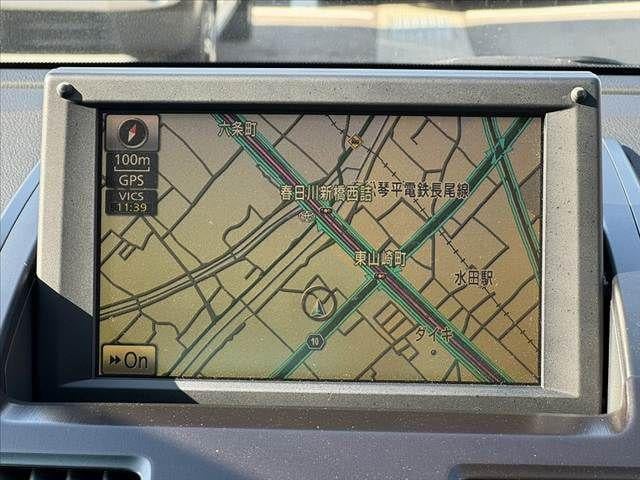 六条町
100m
GPS
VICS
11:39
春日川新橋西詰
琴平電鉄長尾線
東山崎町
水田駅
10
ダイキ
On